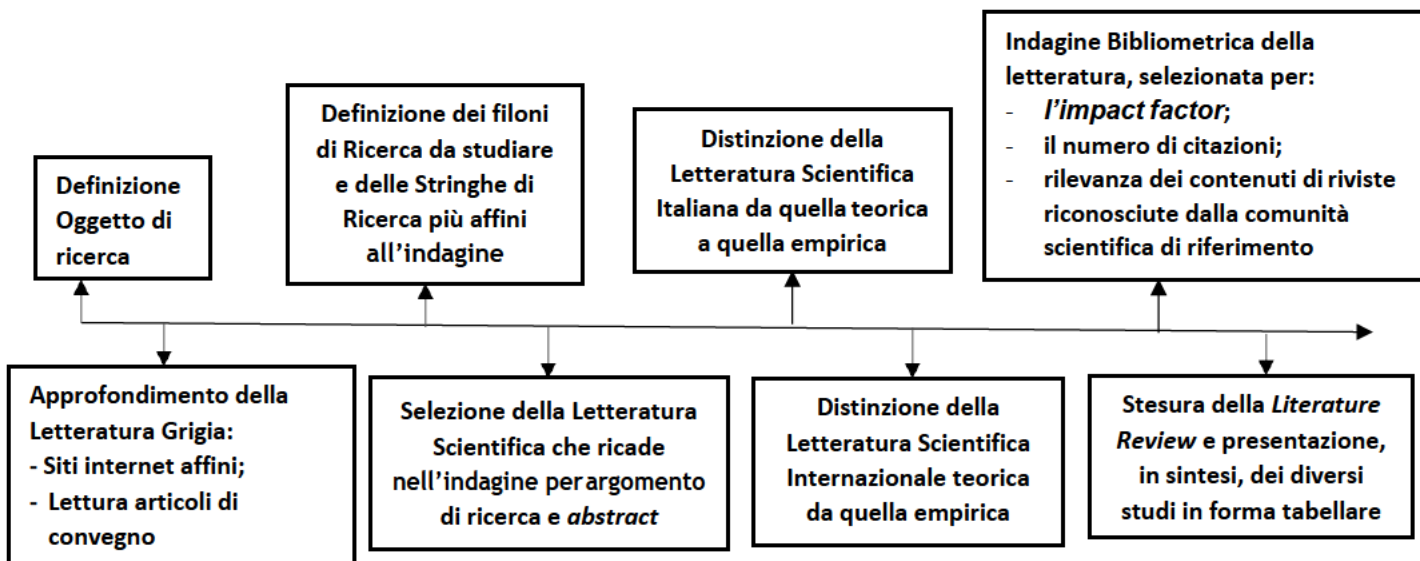 Definizione
Oggetto di
ricerca
Definizione dei filoni
di Ricerca da studiare
e delle Stringhe di
Ricerca più affini
all'indagine
Distinzione della
Letteratura Scientifica
Italiana da quella teorica
a quella empirica
Indagine Bibliometrica della
letteratura, selezionata per:
- l'impact factor;
- il numero di citazioni;
- rilevanza dei contenuti di riviste
riconosciute dalla comunità
scientifica di riferimento
Approfondimento della
Letteratura Grigia:
- Siti internet affini;
- Lettura articoli di
convegno
Selezione della Letteratura
Scientifica che ricade
nell'indagine per argomento
di ricerca e abstract
Distinzione della
Letteratura Scientifica
Internazionale teorica
da quella empirica
Stesura della Literature
Review e presentazione,
in sintesi, dei diversi
studi in forma tabellare